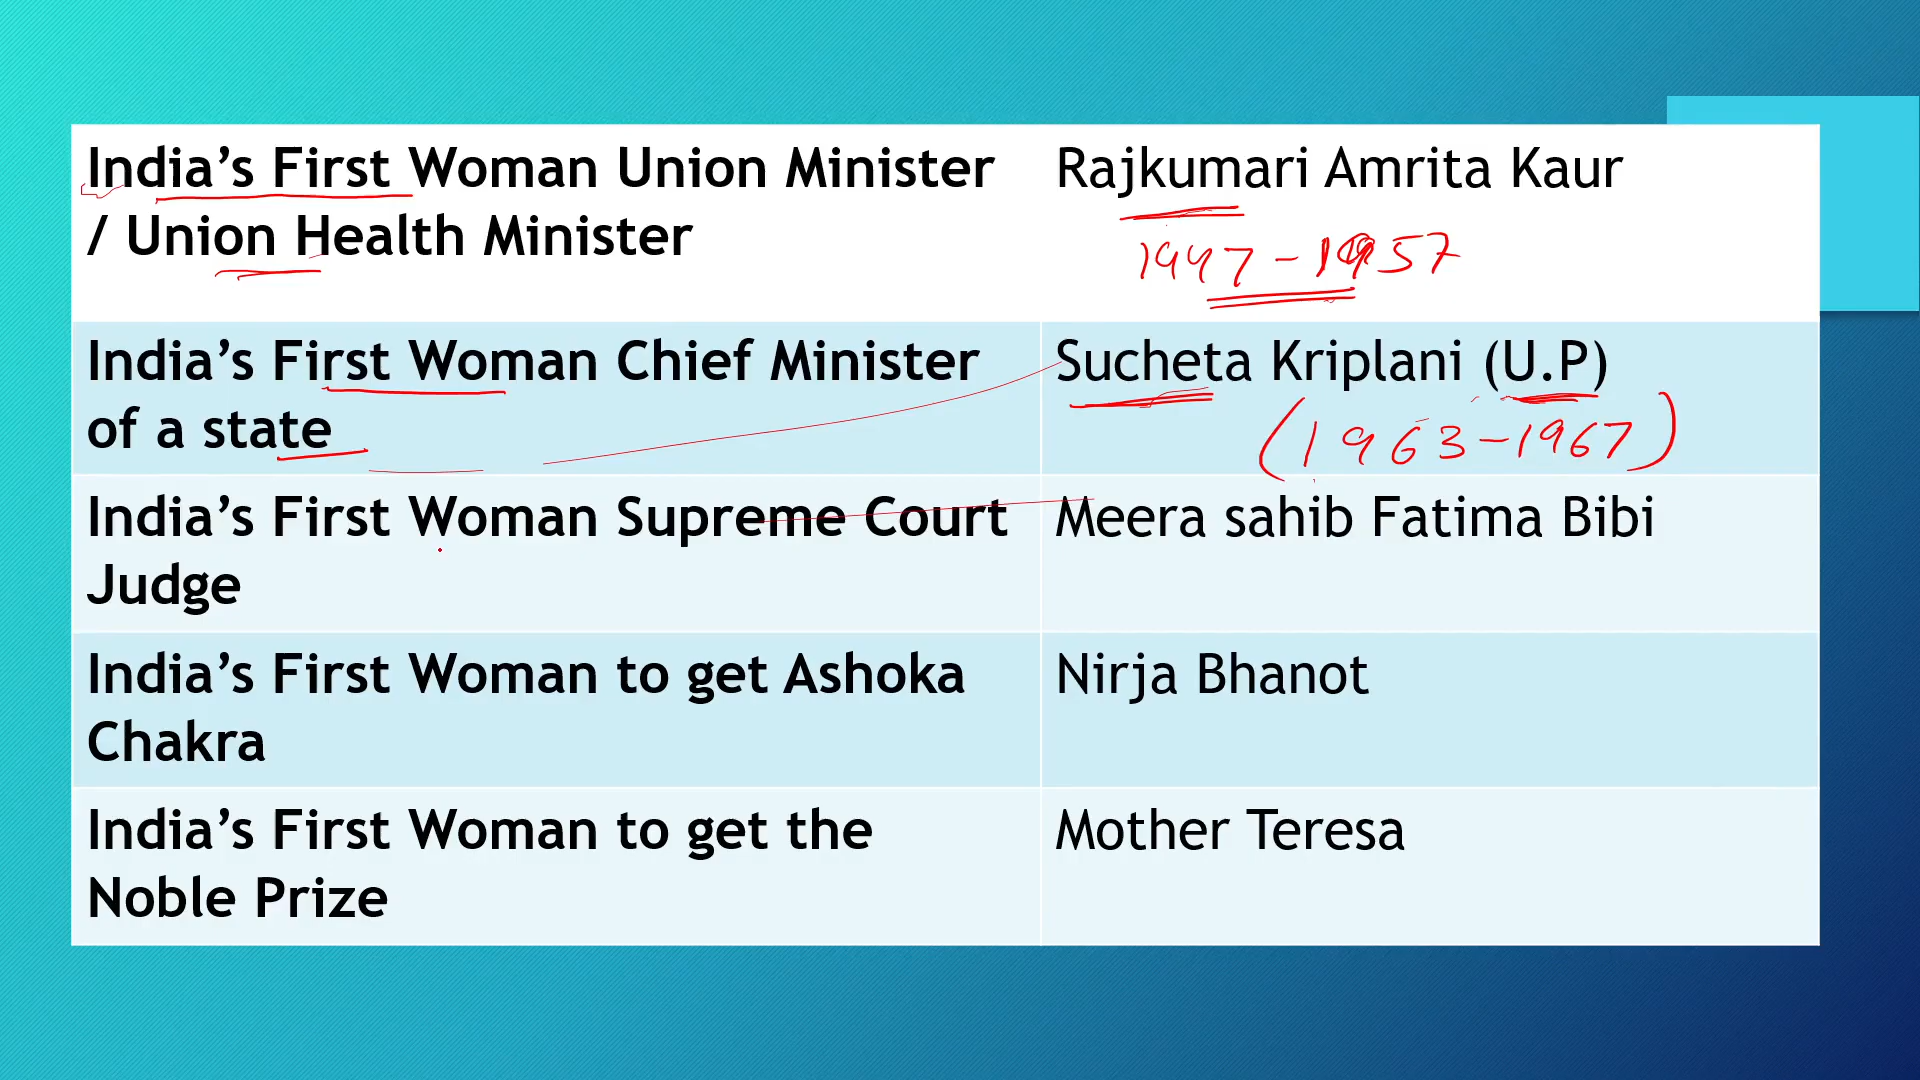 India’s First Woman Union Minister
/ Union Health Minister
Rajkumari Amrita Kaur
1947 - 1957
India’s First Woman Chief Minister
of a state
Sucheta Kriplani (U.P)
(1963-1967)
India’s First Woman Supreme Court
Judge
Meera sahib Fatima Bibi
India’s First Woman to get Ashoka
Chakra
Nirja Bhanot
India’s First Woman to get the
Noble Prize
Mother Teresa